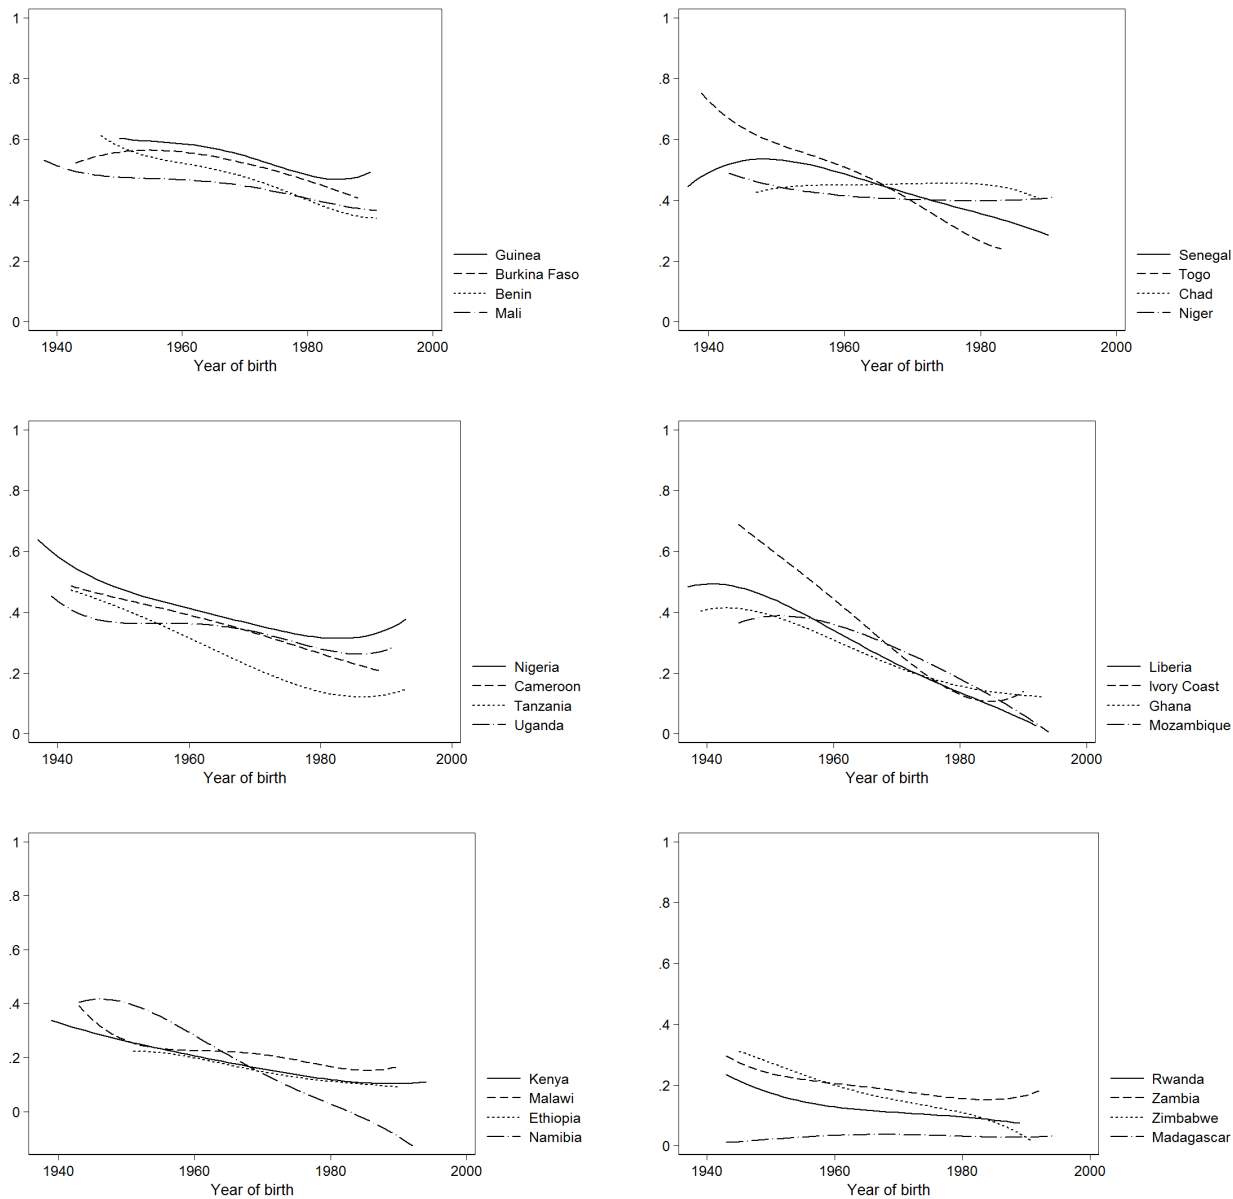 1
.8
.6
.4
.2
0
1940
1960
1980
2000
Year of birth
Guinea
Burkina Faso
Benin
Mali
1
.8
.6
.4
.2
0
1940
1960
1980
2000
Year of birth
Senegal
Togo
Chad
Niger
1
.8
.6
.4
.2
0
1940
1960
1980
2000
Year of birth
Nigeria
Cameroon
Tanzania
Uganda
1
.8
.6
.4
.2
0
1940
1960
1980
2000
Year of birth
Liberia
Ivory Coast
Ghana
Mozambique
1
.8
.6
.4
.2
0
1940
1960
1980
2000
Year of birth
Kenya
Malawi
Ethiopia
Namibia
1
.8
.6
.4
.2
0
1940
1960
1980
2000
Year of birth
Rwanda
Zambia
Zimbabwe
Madagascar